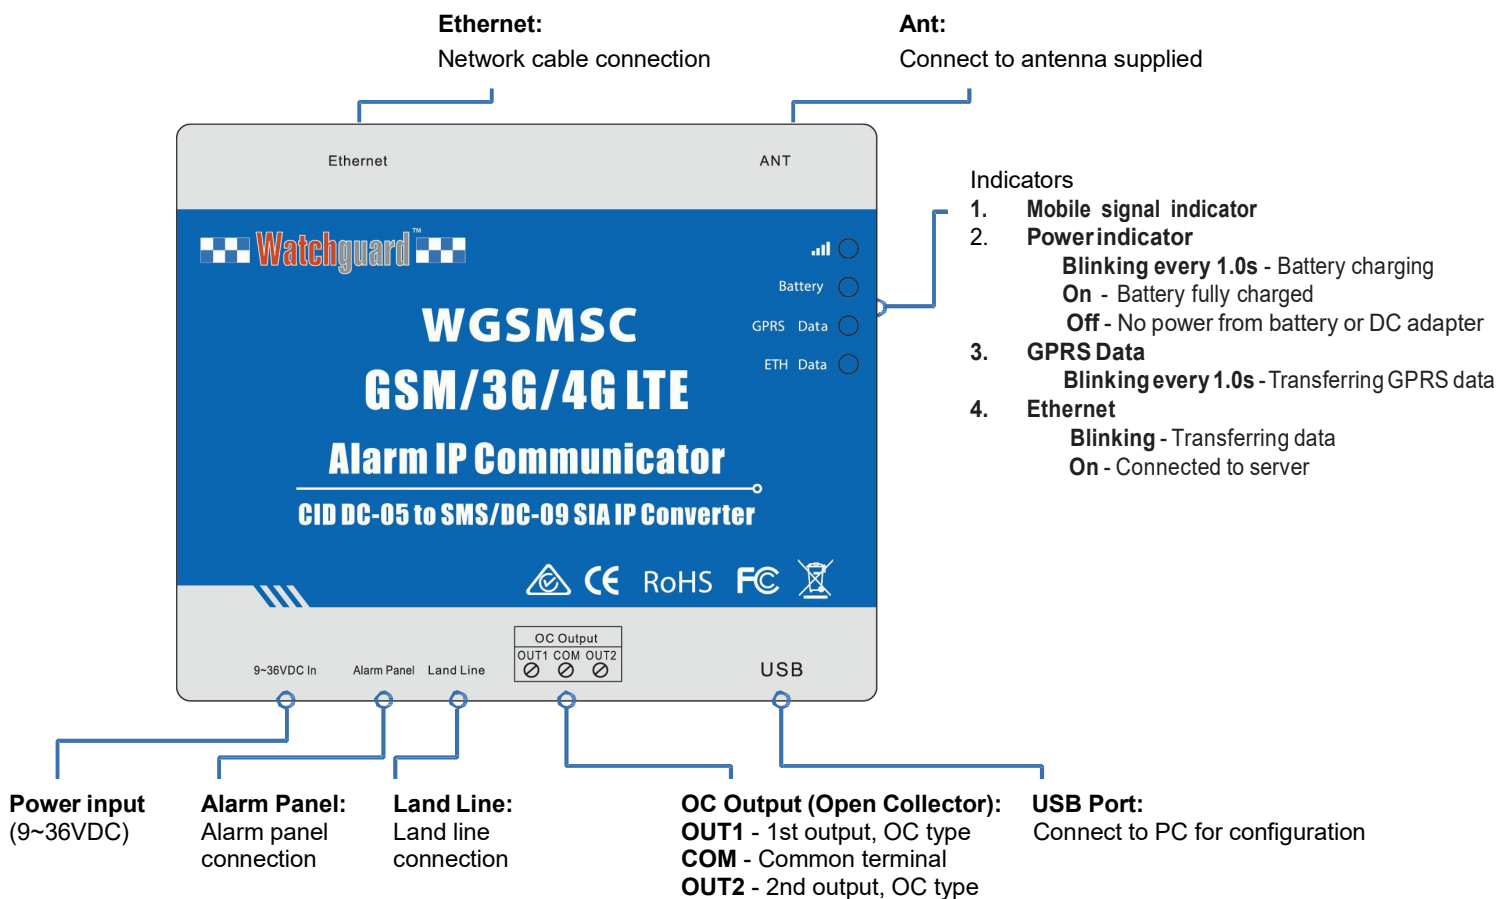 Ethernet:
Network cable connection
Ant:
Connect to antenna supplied
Ethernet
ANT
Indicators
1. Mobile signal indicator
2. Power indicator
Blinking every 1.0s - Battery charging
On - Battery fully charged
Off - No power from battery or DC adapter
3. GPRS Data
Blinking every 1.0s - Transferring GPRS data
4. Ethernet
Blinking - Transferring data
On - Connected to server
Watchguard™
Battery
GPRS Data
ETH Data
WGSMSC
GSM/3G/4G LTE
Alarm IP Communicator
CID DC-05 to SMS/DC-09 SIA IP Converter
CE RoHS FC
OC Output
OUT1 COM OUT2
9~36VDC In
Alarm Panel
Land Line
USB
Power input
(9~36VDC)
Alarm Panel:
Alarm panel
connection
Land Line:
Land line
connection
OC Output (Open Collector):
OUT1 - 1st output, OC type
COM - Common terminal
OUT2 - 2nd output, OC type
USB Port:
Connect to PC for configuration